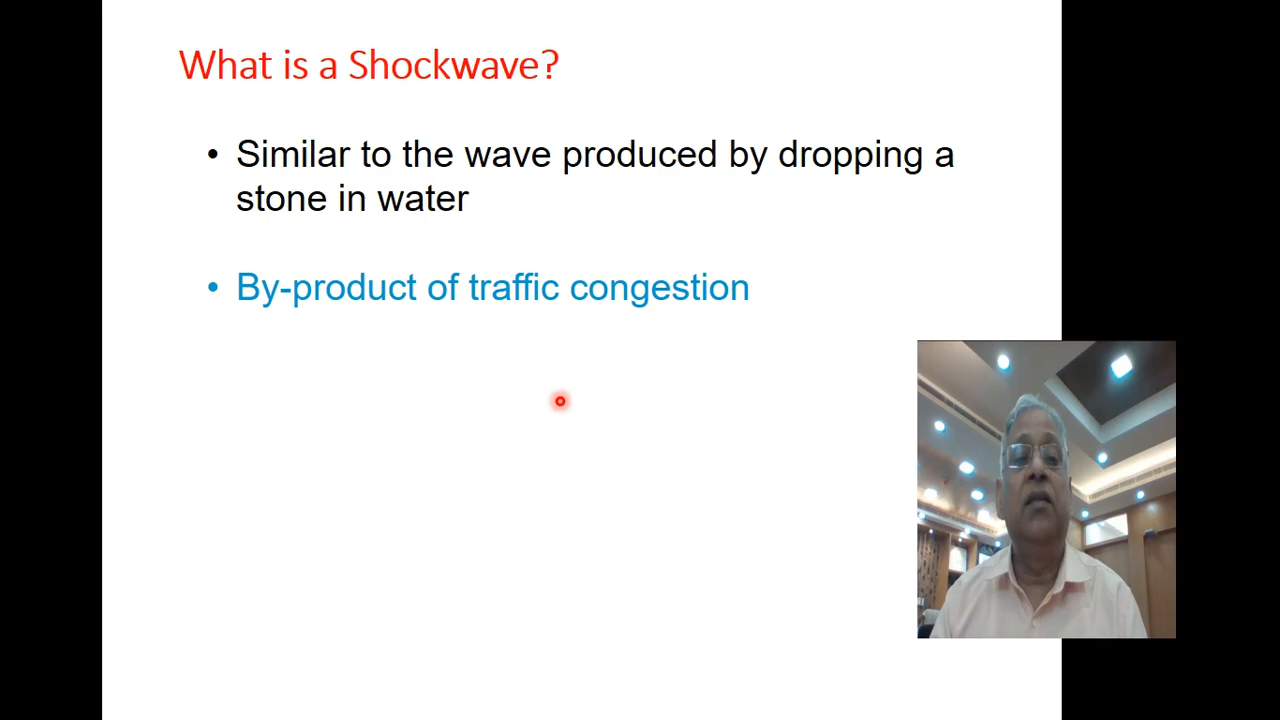 What is a Shockwave?
• Similar to the wave produced by dropping a
stone in water
• By-product of traffic congestion